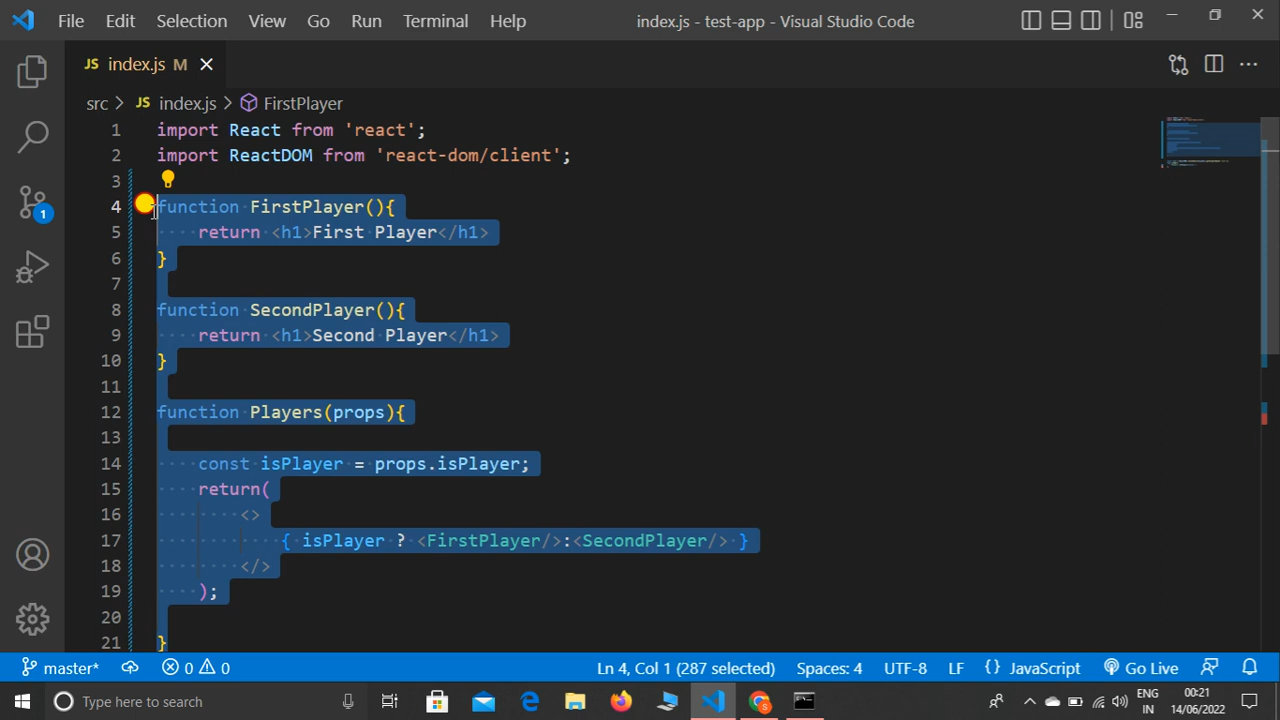 File Edit Selection View Go Run Terminal Help index.js - test-app - Visual Studio Code
JS index.js M
src > JS index.js > FirstPlayer
1 import React from 'react';
2 import ReactDOM from 'react-dom/client';
3
4 function FirstPlayer(){
5 return <h1>First Player</h1>
6 }
7
8 function SecondPlayer(){
9 return <h1>Second Player</h1>
10 }
11
12 function Players(props){
13
14 const isPlayer = props.isPlayer;
15 return(
16 <>
17 { isPlayer ? <FirstPlayer/>:<SecondPlayer/> }
18 </>
19 );
20
21 }
1
master* 0 0 Ln 4, Col 1 (287 selected) Spaces: 4 UTF-8 LF {} JavaScript Go Live
Type here to search ENG IN 00:21 14/06/2022